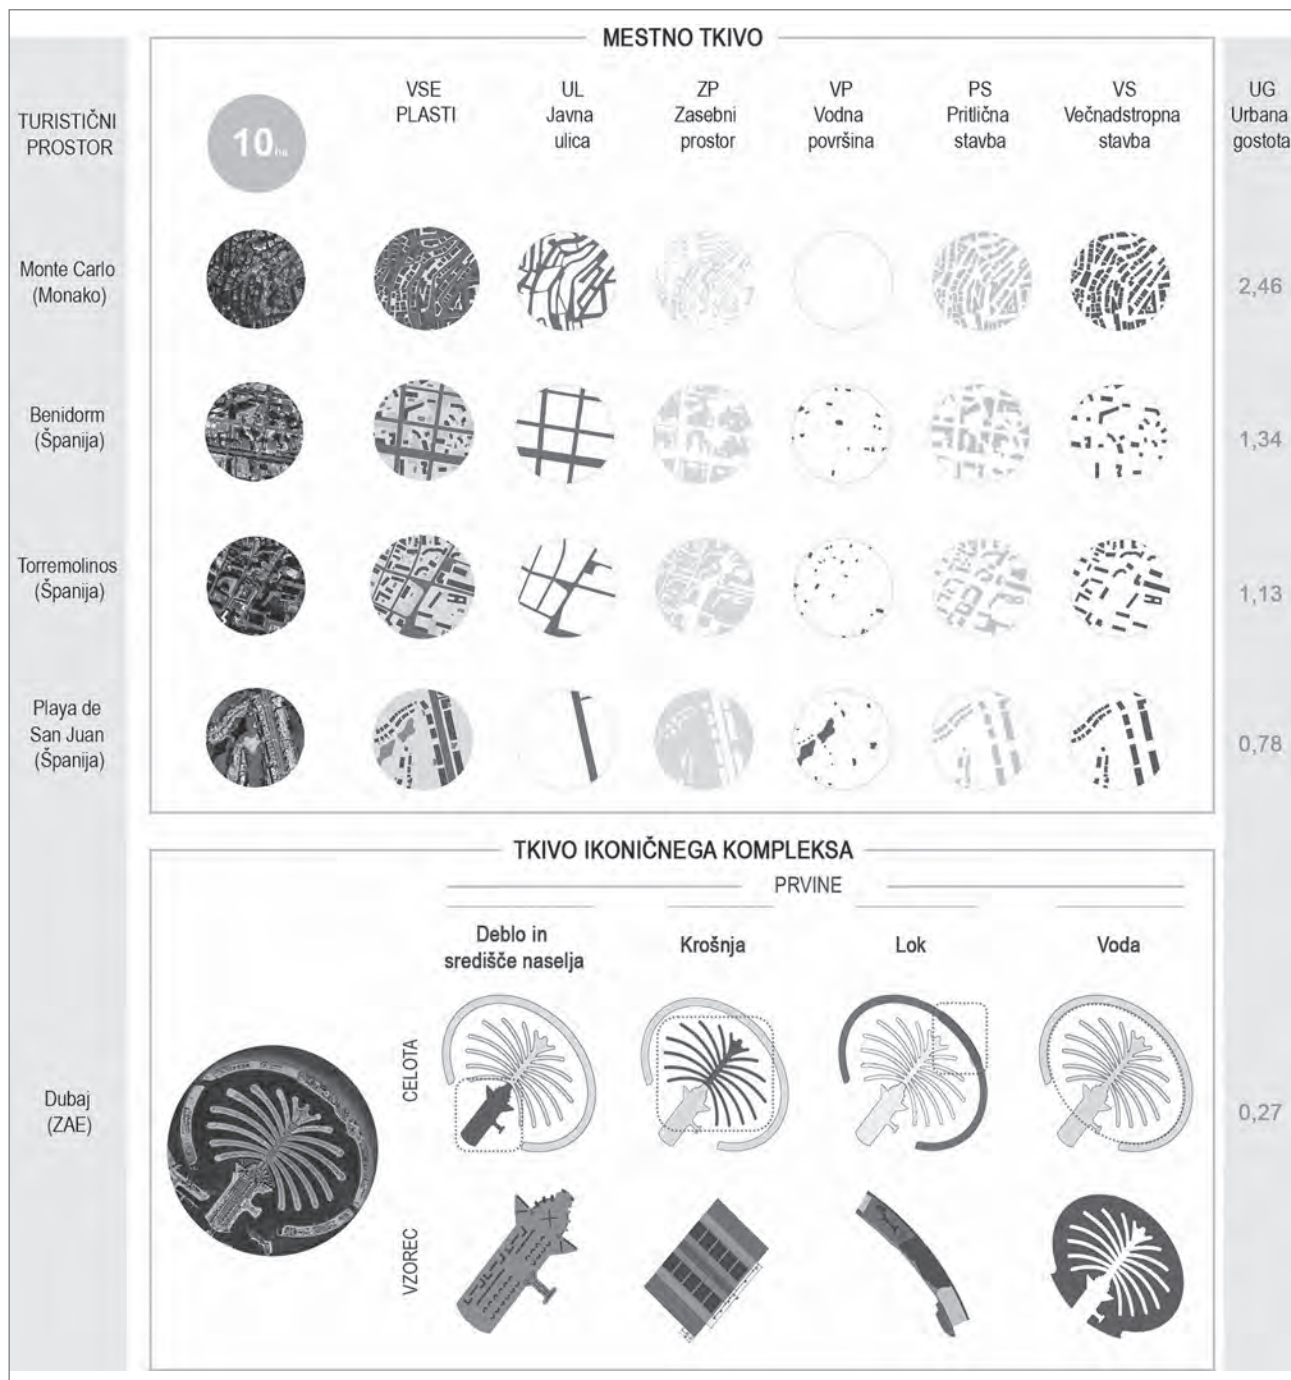 MESTNO TKIVO
TURISTIČNI
PROSTOR
10 ha
VSE
PLASTI
UL
Javna
ulica
ZP
Zasebni
prostor
VP
Vodna
površina
PS
Pritlična
stavba
VS
Večnadstropna
stavba
UG
Urbana
gostota
Monte Carlo
(Monako)
2,46
Benidorm
(Španija)
1,34
Torremolinos
(Španija)
1,13
Playa de
San Juan
(Španija)
0,78
TKIVO IKONIČNEGA KOMPLEKSA
PRVINE
Deblo in
središče naselja
Krošnja
Lok
Voda
CELOTA
Dubaj
(ZAE)
0,27
VZOREC